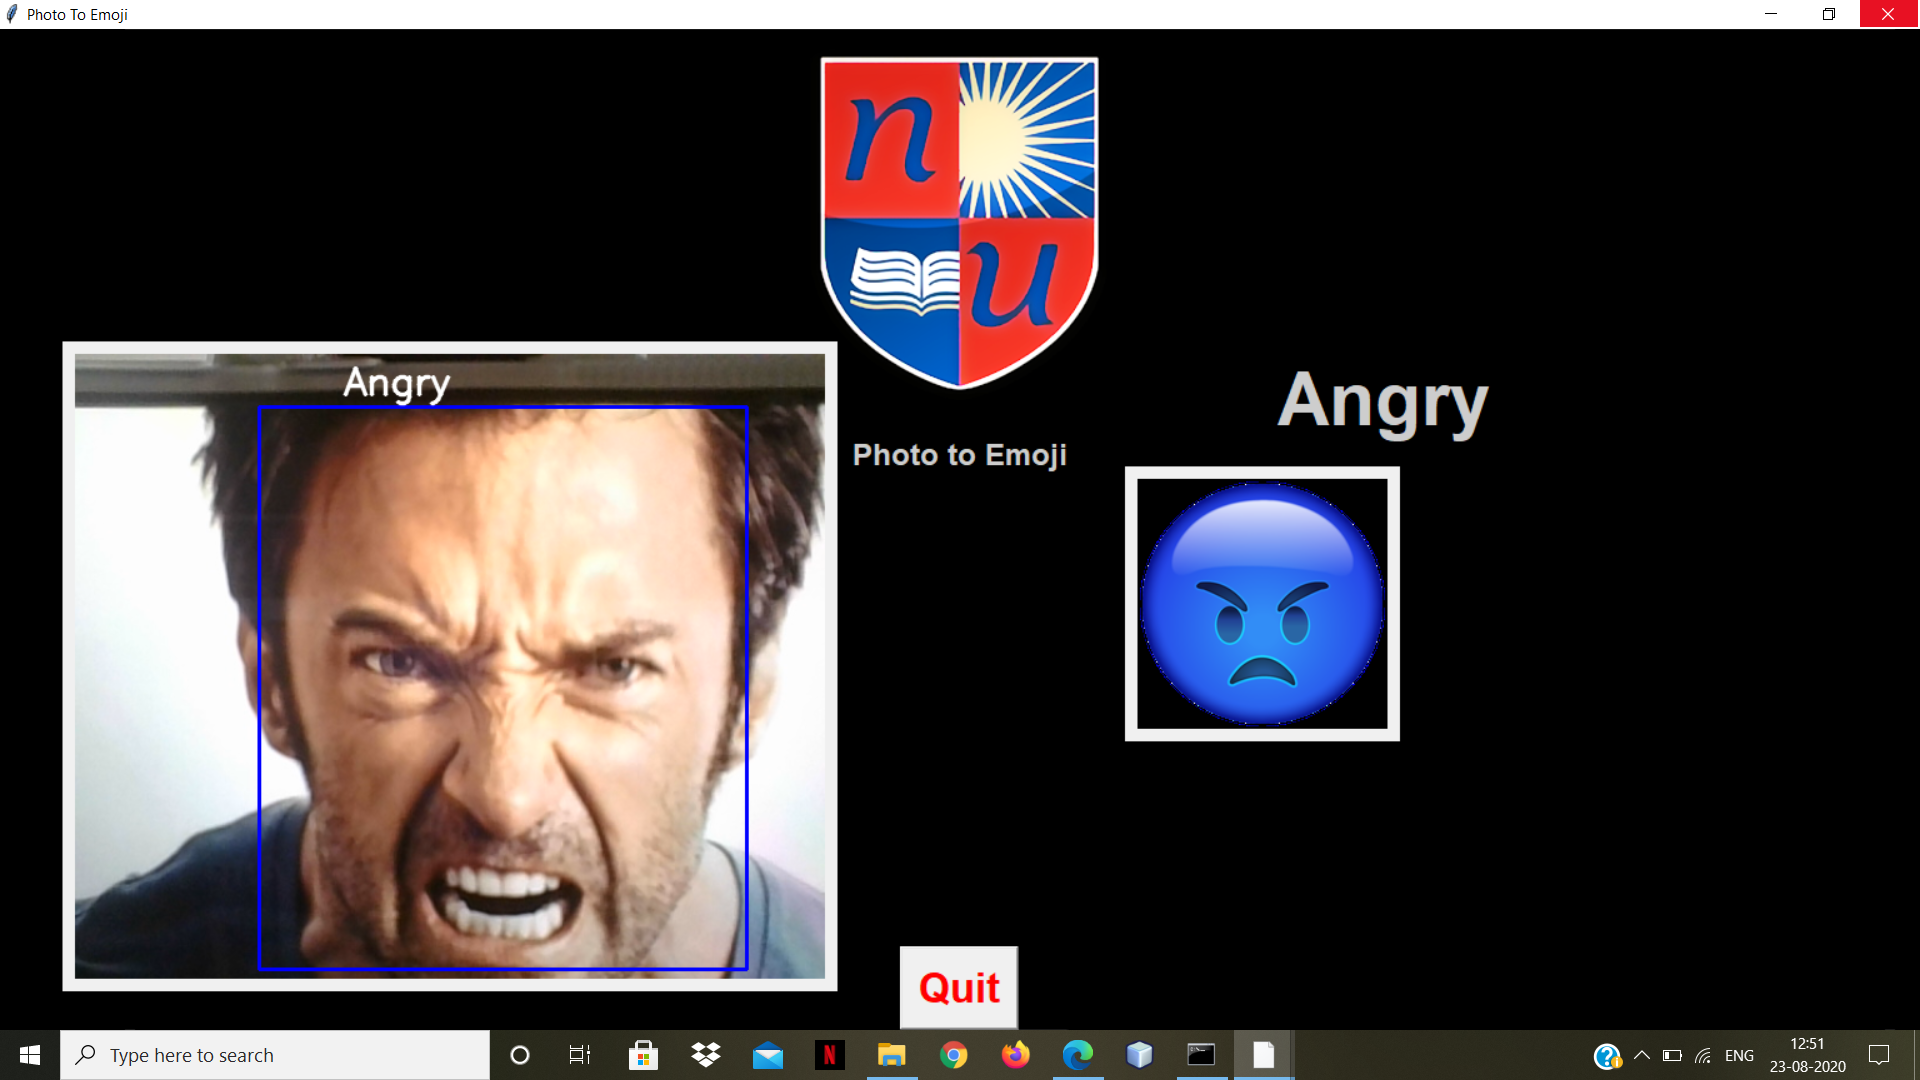 Photo To Emoji
n
u
Angry
Angry
Photo to Emoji
Quit
Type here to search
N
ENG
12:51
23-08-2020